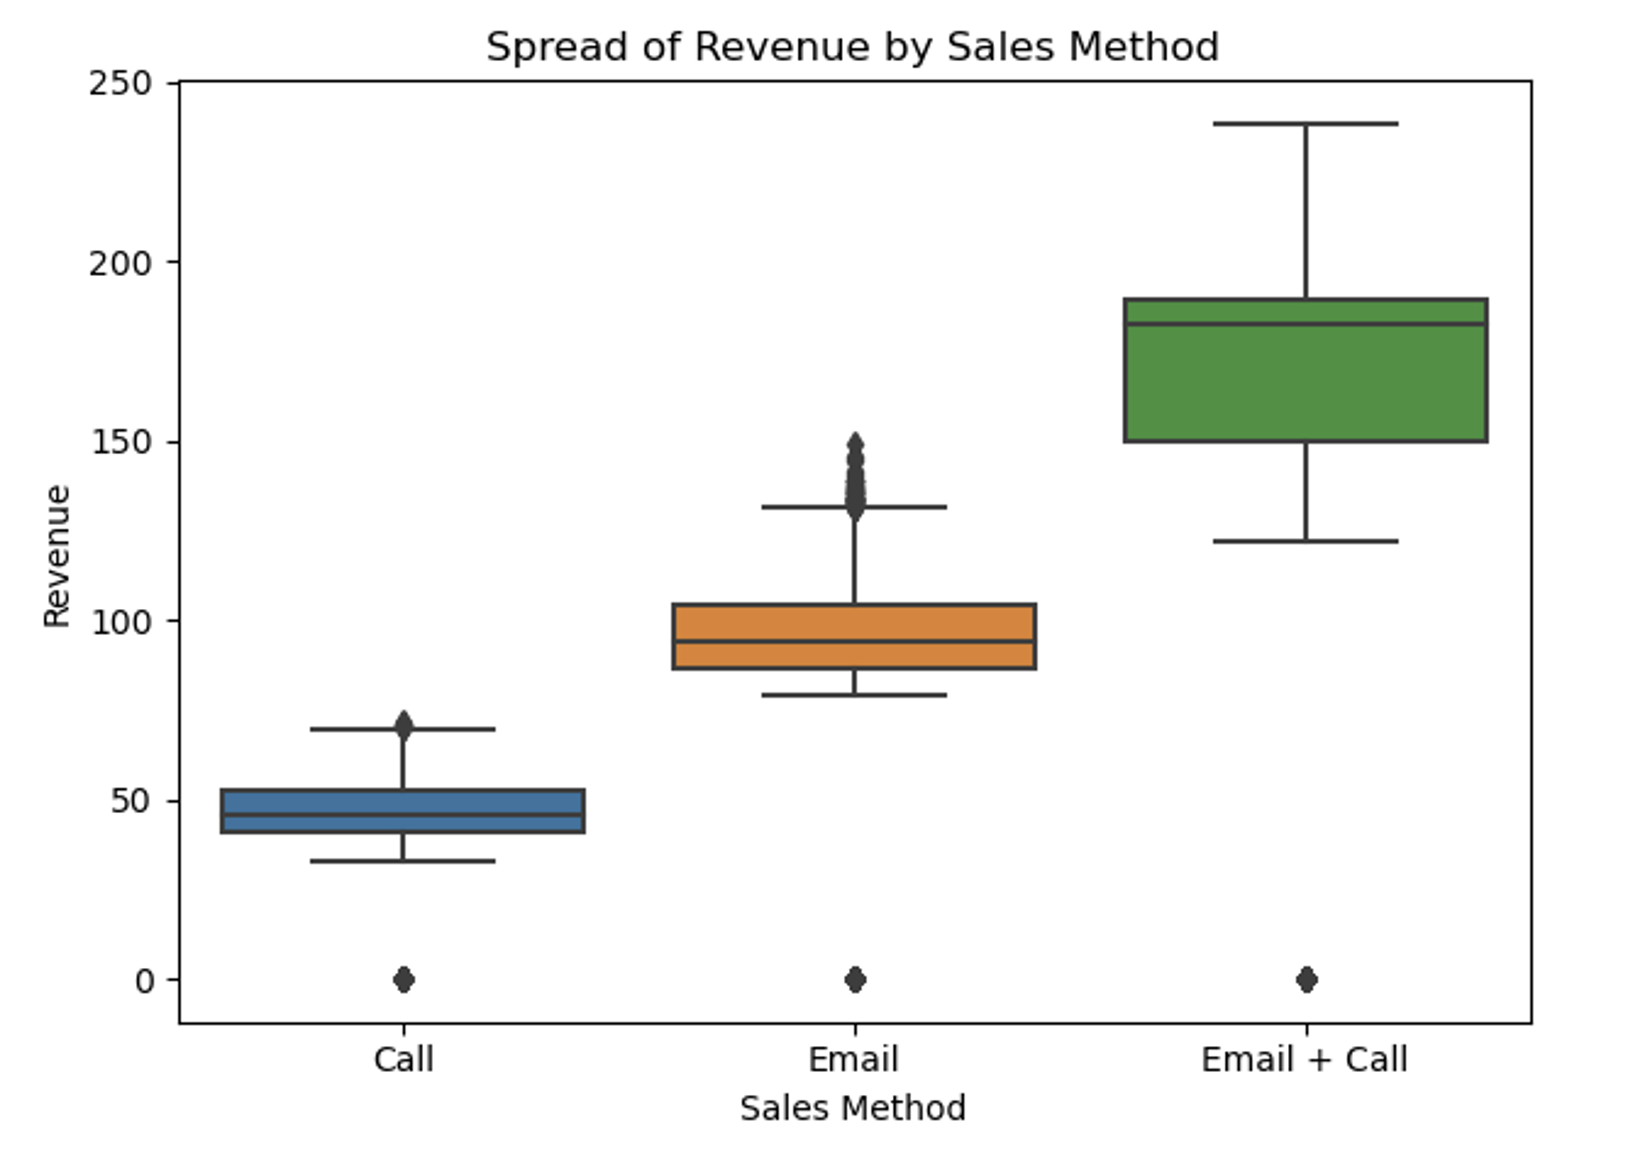 Spread of Revenue by Sales Method
250
200
150
100
50
0
Revenue
Call
Email
Email + Call
Sales Method